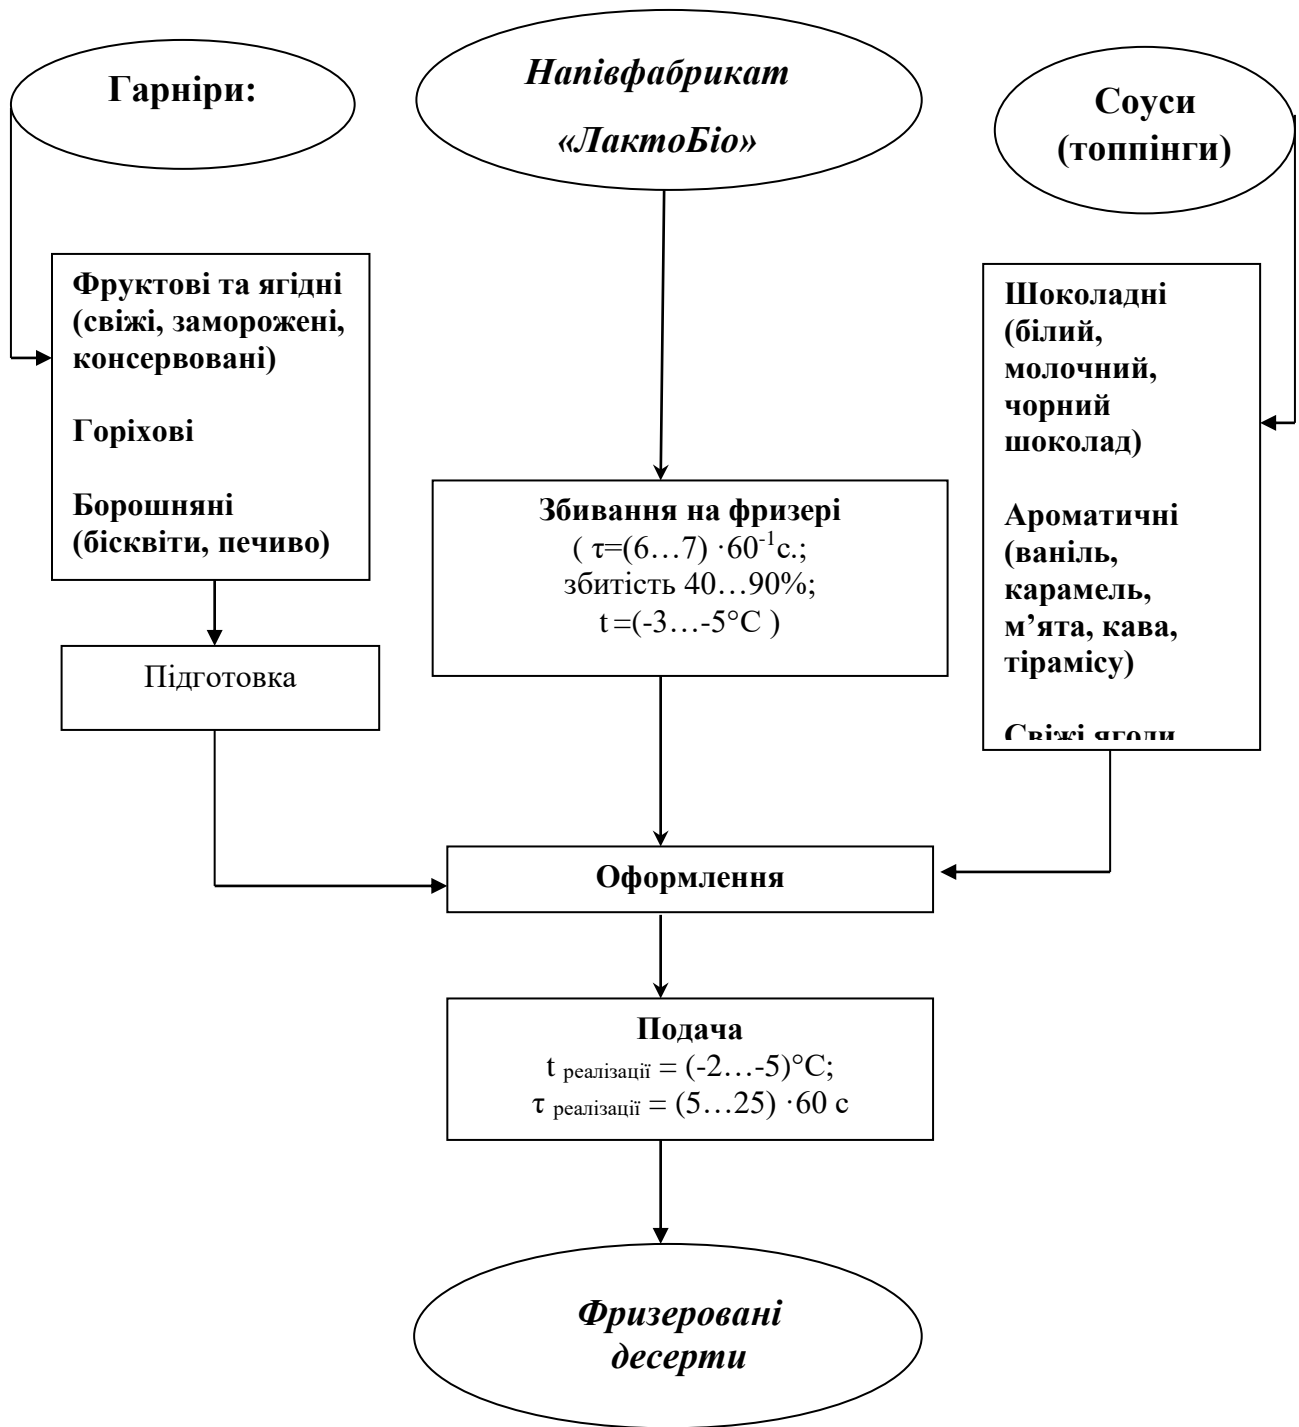 Гарніри:
Напівфабрикат
«ЛактоБіо»
Соуси
(топпінги)
Фруктові та ягідні
(свіжі, заморожені,
консервовані)
Горіхові
Борошняні
(бісквіти, печиво)
Підготовка
Збивання на фризері
( τ=(6…7) ·60⁻¹с.;
збитість 40…90%;
t =(-3…-5°C )
Шоколадні
(білий,
молочний,
чорний
шоколад)
Ароматичні
(ваніль,
карамель,
м’ята, кава,
тірамісу)
Свіжі ягоди
Оформлення
Подача
t реалізації = (-2…-5)°C;
τ реалізації = (5…25) ·60 с
Фризеровані
десерти